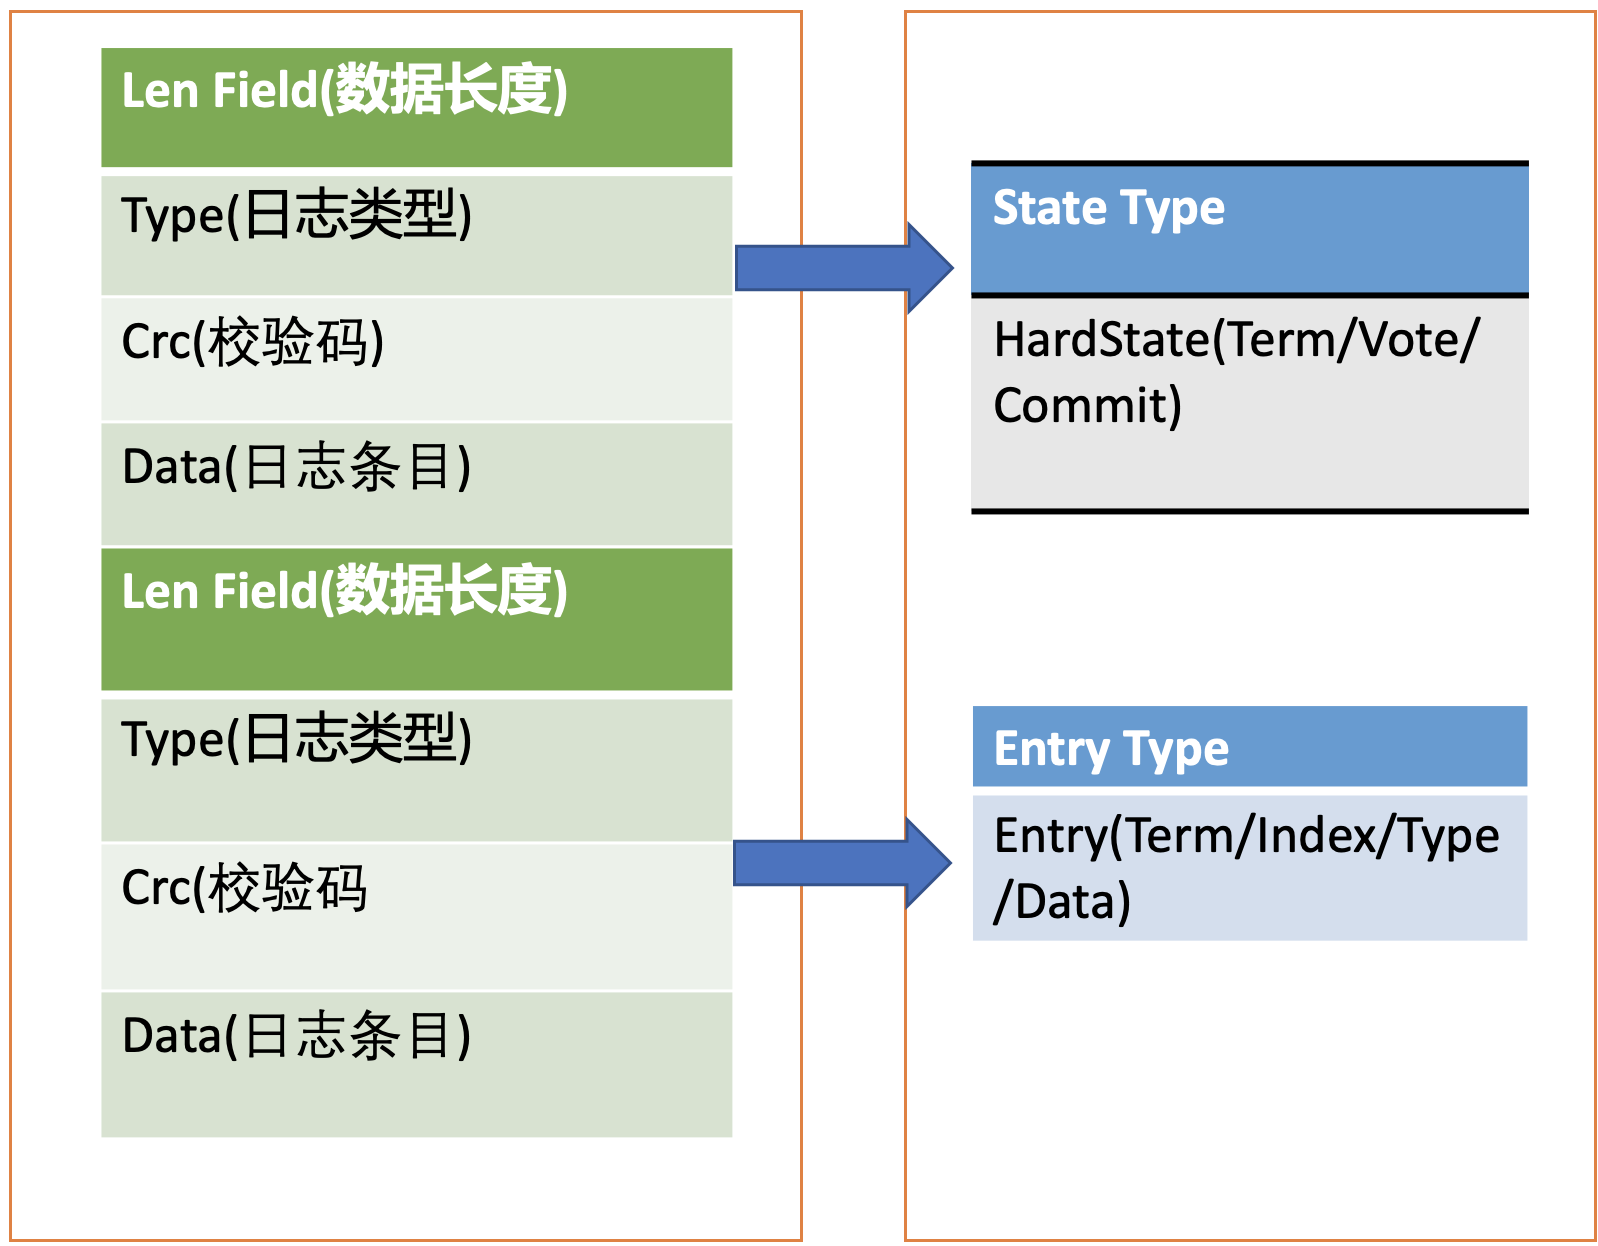 Len Field(数据长度)
Type(日志类型)
Crc(校验码)
Data(日志条目)
Len Field(数据长度)
Type(日志类型)
Crc(校验码
Data(日志条目)
State Type
HardState(Term/Vote/
Commit)
Entry Type
Entry(Term/Index/Type
/Data)